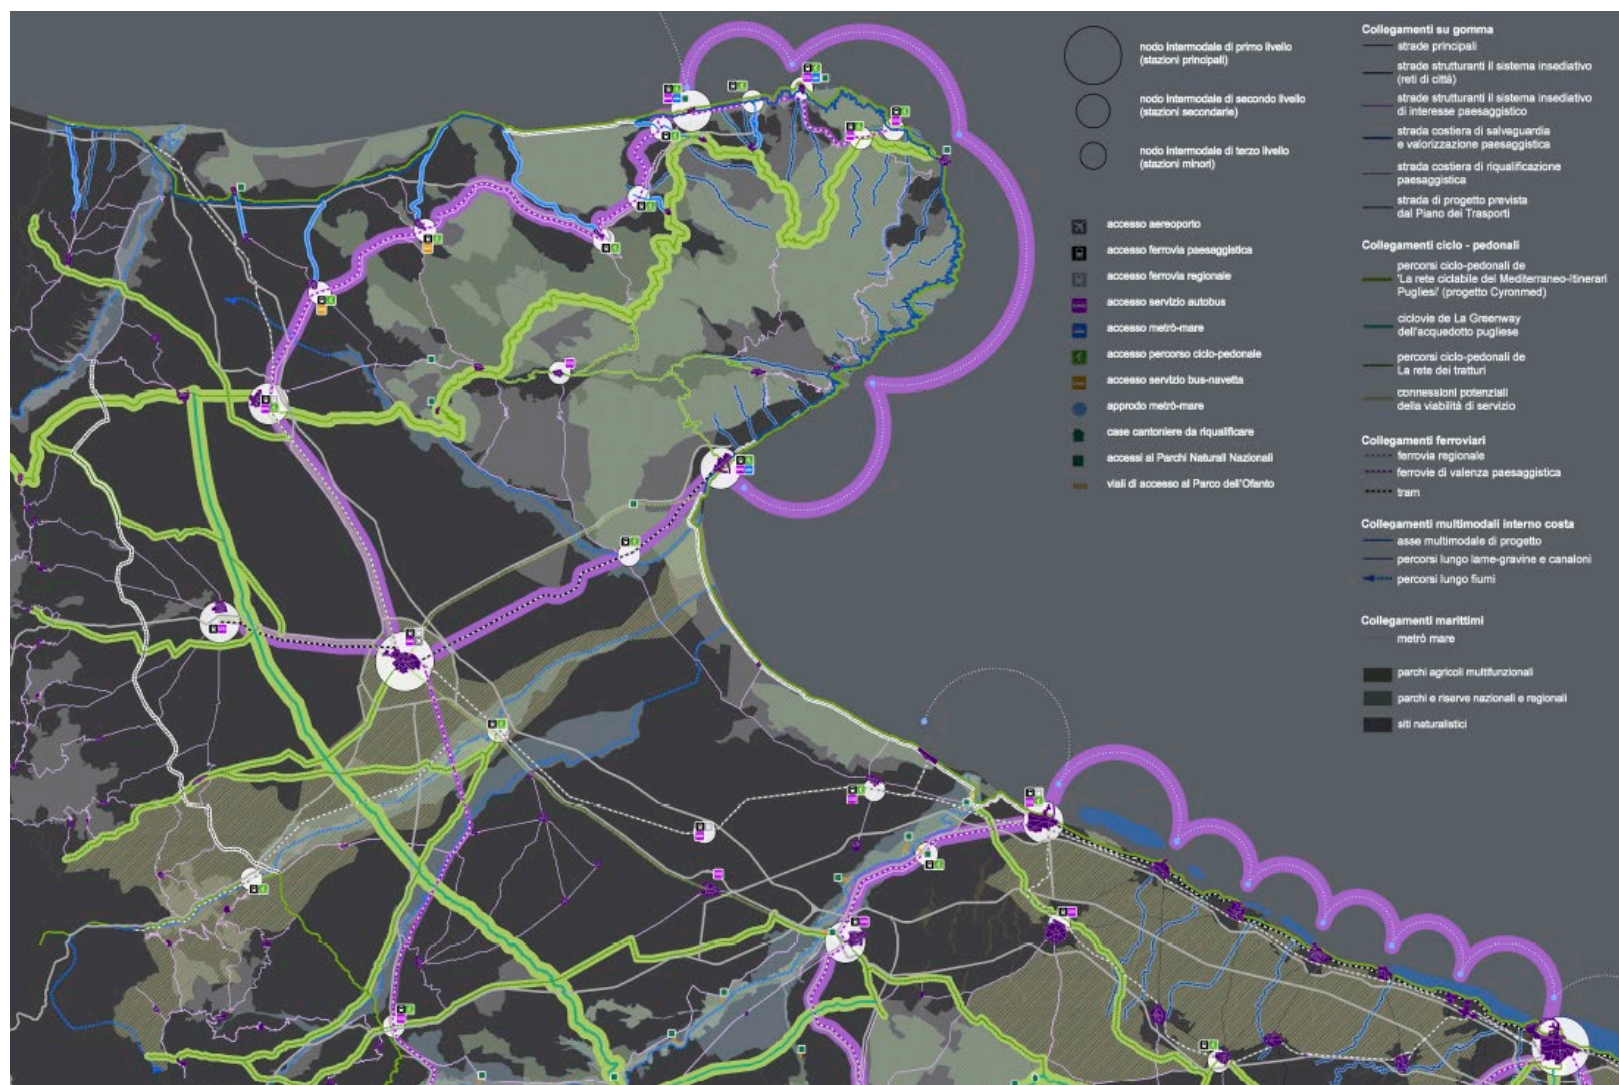 nodo intermodale di primo livello
(stazioni principali)
nodo intermodale di secondo livello
(stazioni secondarie)
nodo intermodale di terzo livello
(stazioni minori)
accesso aereoporto
accesso ferrovia paesaggistica
accesso ferrovia regionale
accesso servizio autobus
accesso metrò-mare
accesso percorso ciclo-pedonale
accesso servizio bus-navetta
approdo metrò-mare
case cantoniere da riqualificare
accessi ai Parchi Naturali Nazionali
viali di accesso al Parco dell'Ofanto
Collegamenti su gomma
strade principali
strade strutturanti il sistema insediativo
(reti di città)
strade strutturanti il sistema insediativo
di interesse paesaggistico
strada costiera di salvaguardia
e valorizzazione paesaggistica
strada costiera di riqualificazione
paesaggistica
strada di progetto prevista
dal Piano dei Trasporti
Collegamenti ciclo - pedonali
percorsi ciclo-pedonali de
'La rete ciclabile del Mediterraneo-Itinerari
Pugliesi' (progetto Cyronmed)
ciclovie de La Greenway
dell'acquedotto pugliese
percorsi ciclo-pedonali de
La rete dei tratturi
connessioni potenziali
della viabilità di servizio
Collegamenti ferroviari
ferrovia regionale
ferrovie di valenza paesaggistica
tram
Collegamenti multimodali interno costa
asse multimodale di progetto
percorsi lungo lame-gravine e canaloni
percorsi lungo fiumi
Collegamenti marittimi
metrò mare
parchi agricoli multifunzionali
parchi e riserve nazionali e regionali
siti naturalistici